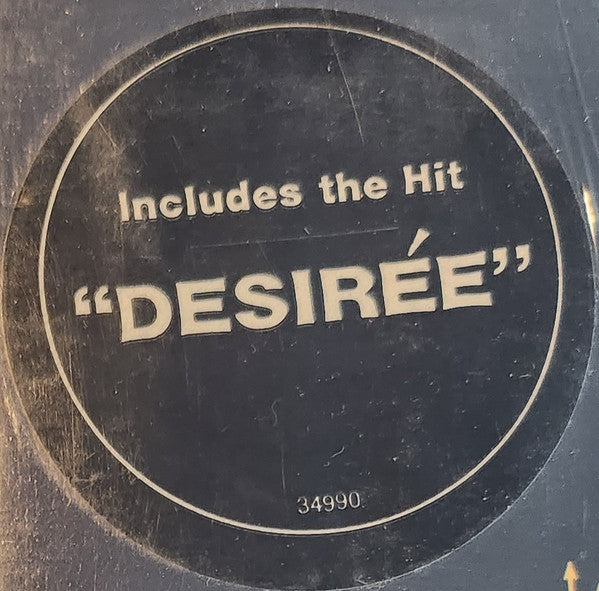 Includes the Hit
“DESIRÉE”
34990